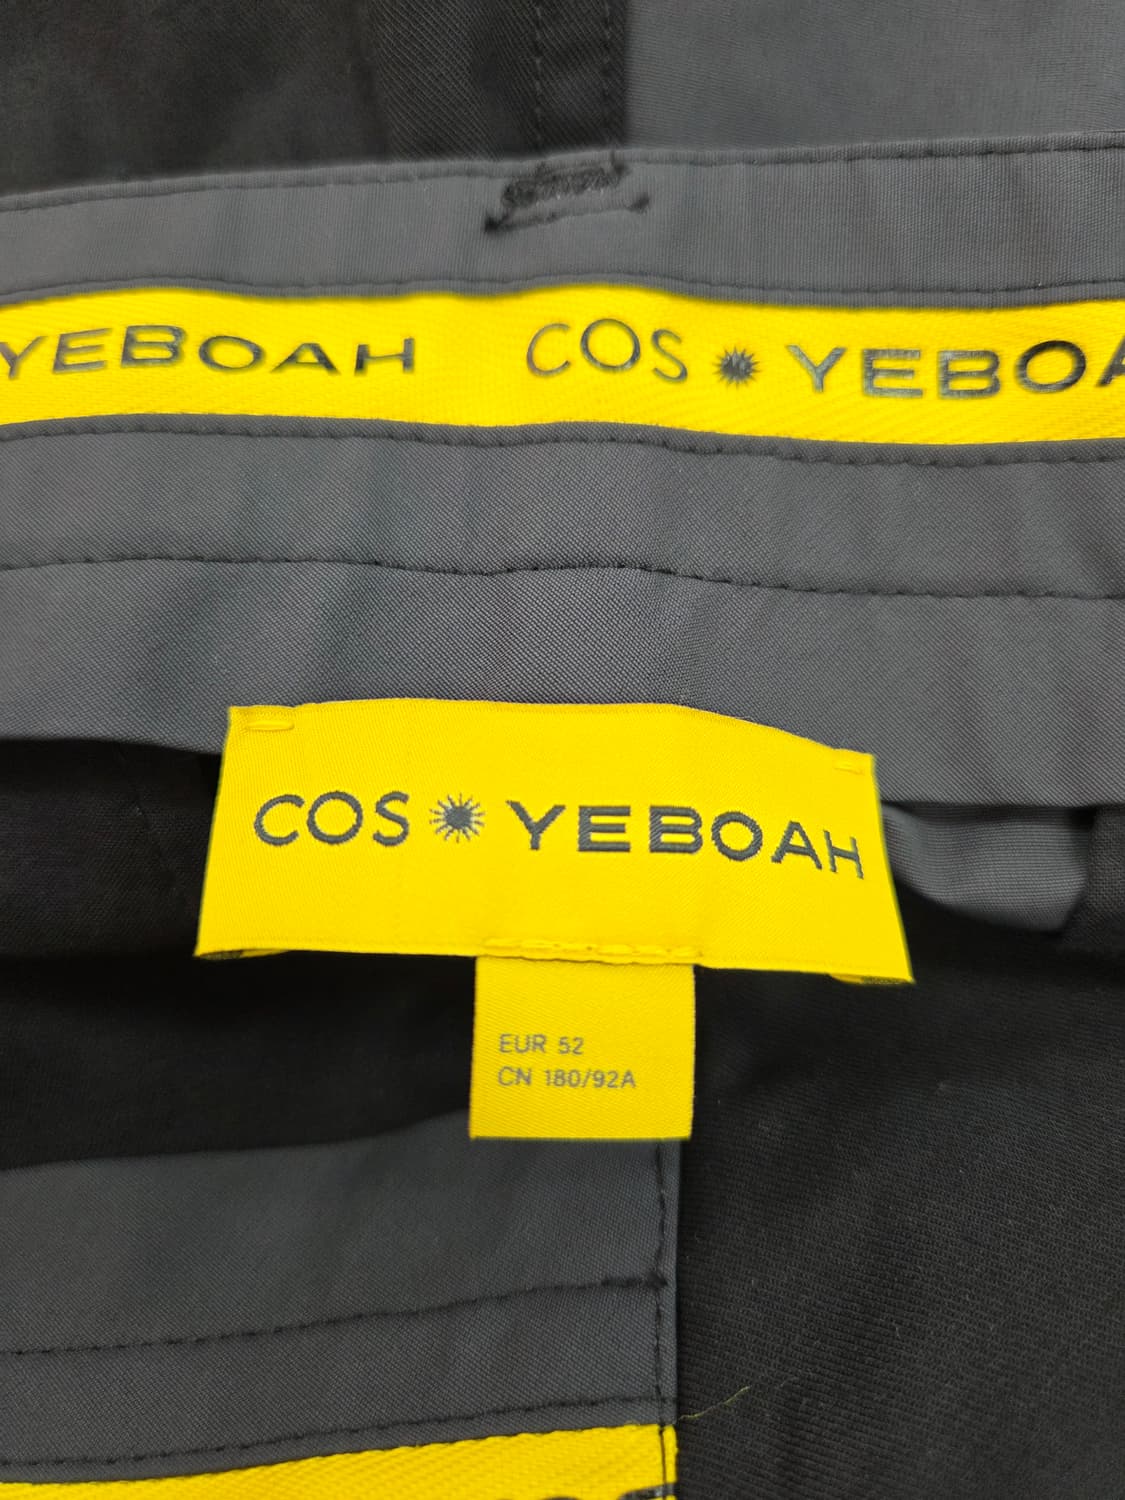 YEBOAH COS YEBOA
COS YEBOAH
EUR 52
CN 180/92A